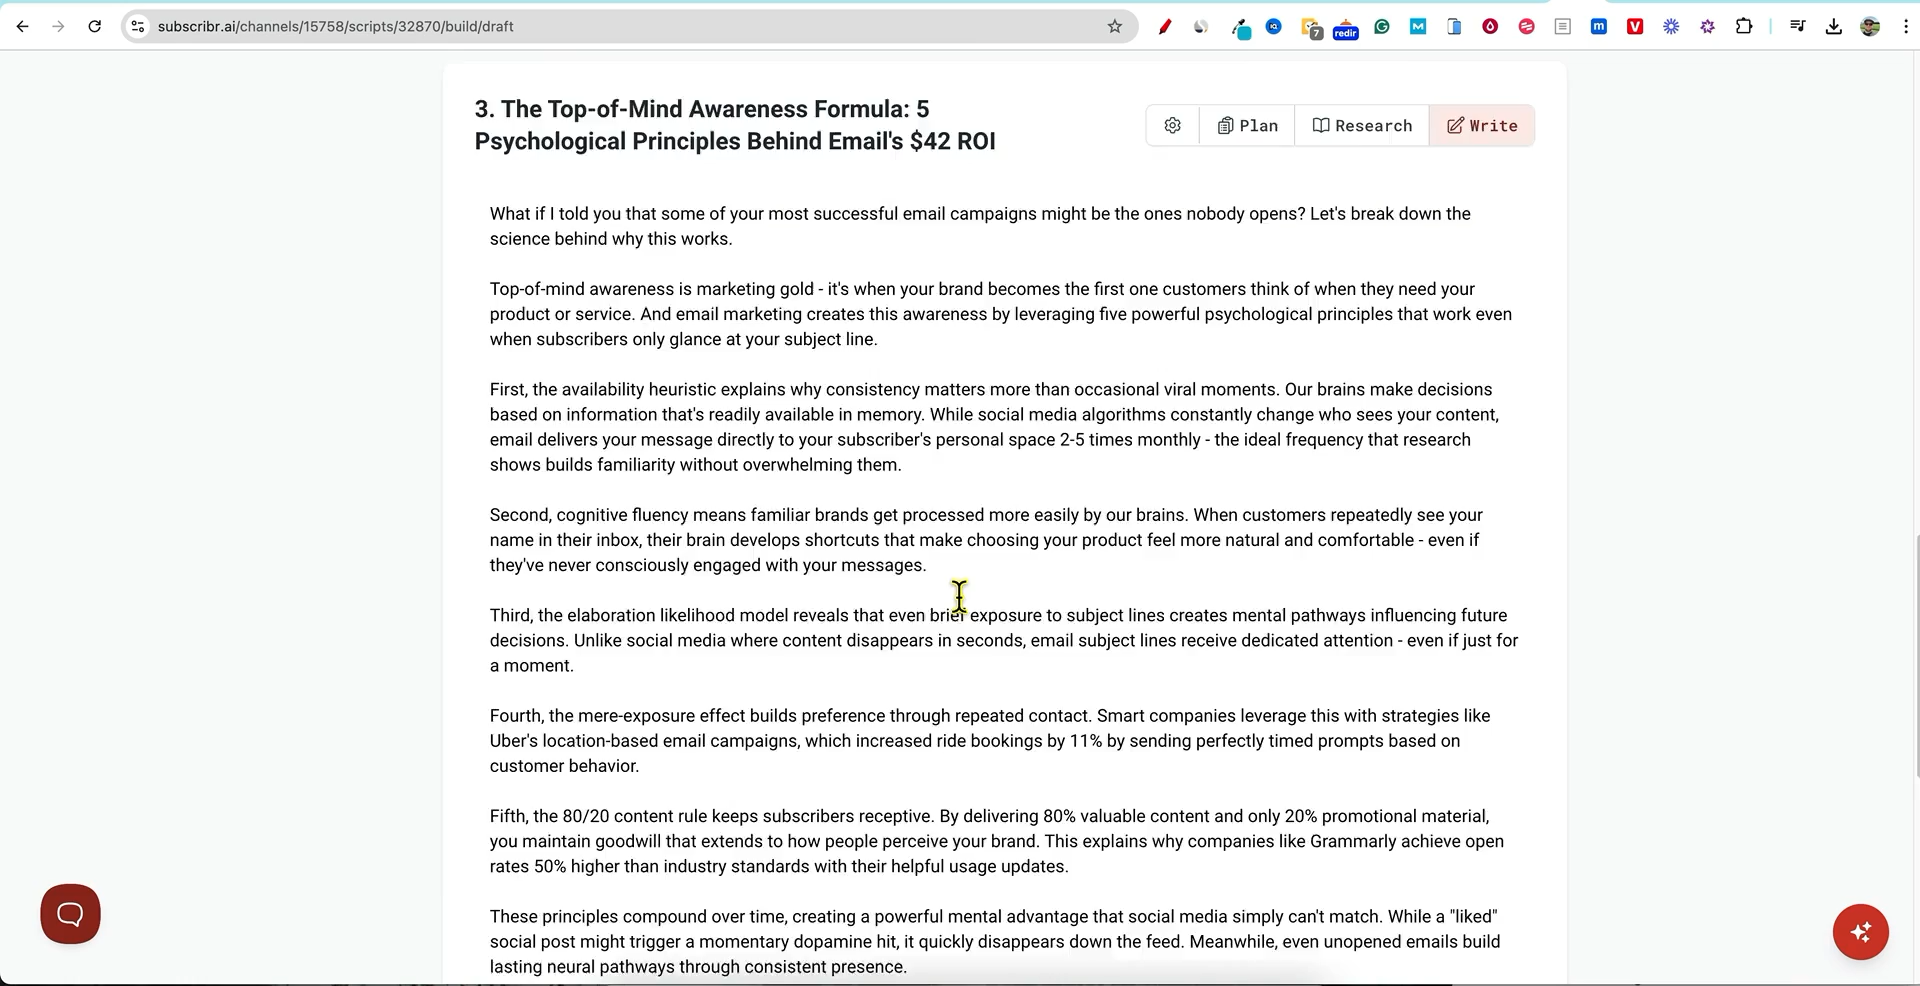 subscribr.ai/channels/15758/scripts/32870/build/draft
7
redir
3. The Top-of-Mind Awareness Formula: 5
Psychological Principles Behind Email's $42 ROI
Plan
Research
Write
What if I told you that some of your most successful email campaigns might be the ones nobody opens? Let's break down the
science behind why this works.
Top-of-mind awareness is marketing gold - it's when your brand becomes the first one customers think of when they need your
product or service. And email marketing creates this awareness by leveraging five powerful psychological principles that work even
when subscribers only glance at your subject line.
First, the availability heuristic explains why consistency matters more than occasional viral moments. Our brains make decisions
based on information that's readily available in memory. While social media algorithms constantly change who sees your content,
email delivers your message directly to your subscriber's personal space 2-5 times monthly - the ideal frequency that research
shows builds familiarity without overwhelming them.
Second, cognitive fluency means familiar brands get processed more easily by our brains. When customers repeatedly see your
name in their inbox, their brain develops shortcuts that make choosing your product feel more natural and comfortable - even if
they've never consciously engaged with your messages.
Third, the elaboration likelihood model reveals that even brief exposure to subject lines creates mental pathways influencing future
decisions. Unlike social media where content disappears in seconds, email subject lines receive dedicated attention - even if just for
a moment.
Fourth, the mere-exposure effect builds preference through repeated contact. Smart companies leverage this with strategies like
Uber's location-based email campaigns, which increased ride bookings by 11% by sending perfectly timed prompts based on
customer behavior.
Fifth, the 80/20 content rule keeps subscribers receptive. By delivering 80% valuable content and only 20% promotional material,
you maintain goodwill that extends to how people perceive your brand. This explains why companies like Grammarly achieve open
rates 50% higher than industry standards with their helpful usage updates.
These principles compound over time, creating a powerful mental advantage that social media simply can't match. While a "liked"
social post might trigger a momentary dopamine hit, it quickly disappears down the feed. Meanwhile, even unopened emails build
lasting neural pathways through consistent presence.